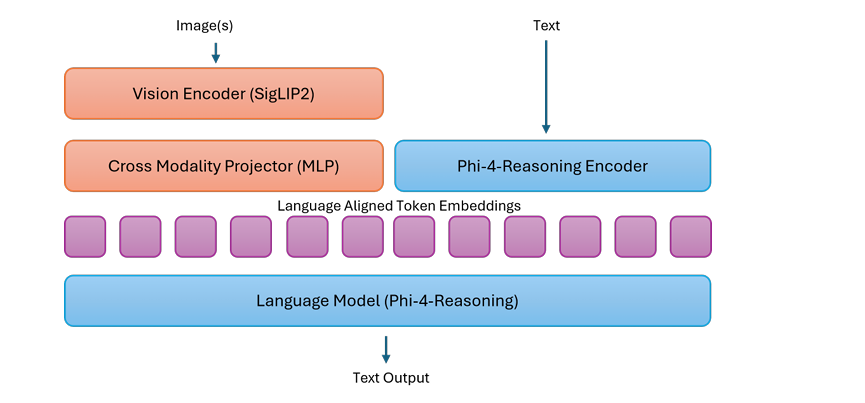 Image(s)
Text
Vision Encoder (SigLIP2)
Cross Modality Projector (MLP)
Phi-4-Reasoning Encoder
Language Aligned Token Embeddings
Language Model (Phi-4-Reasoning)
Text Output